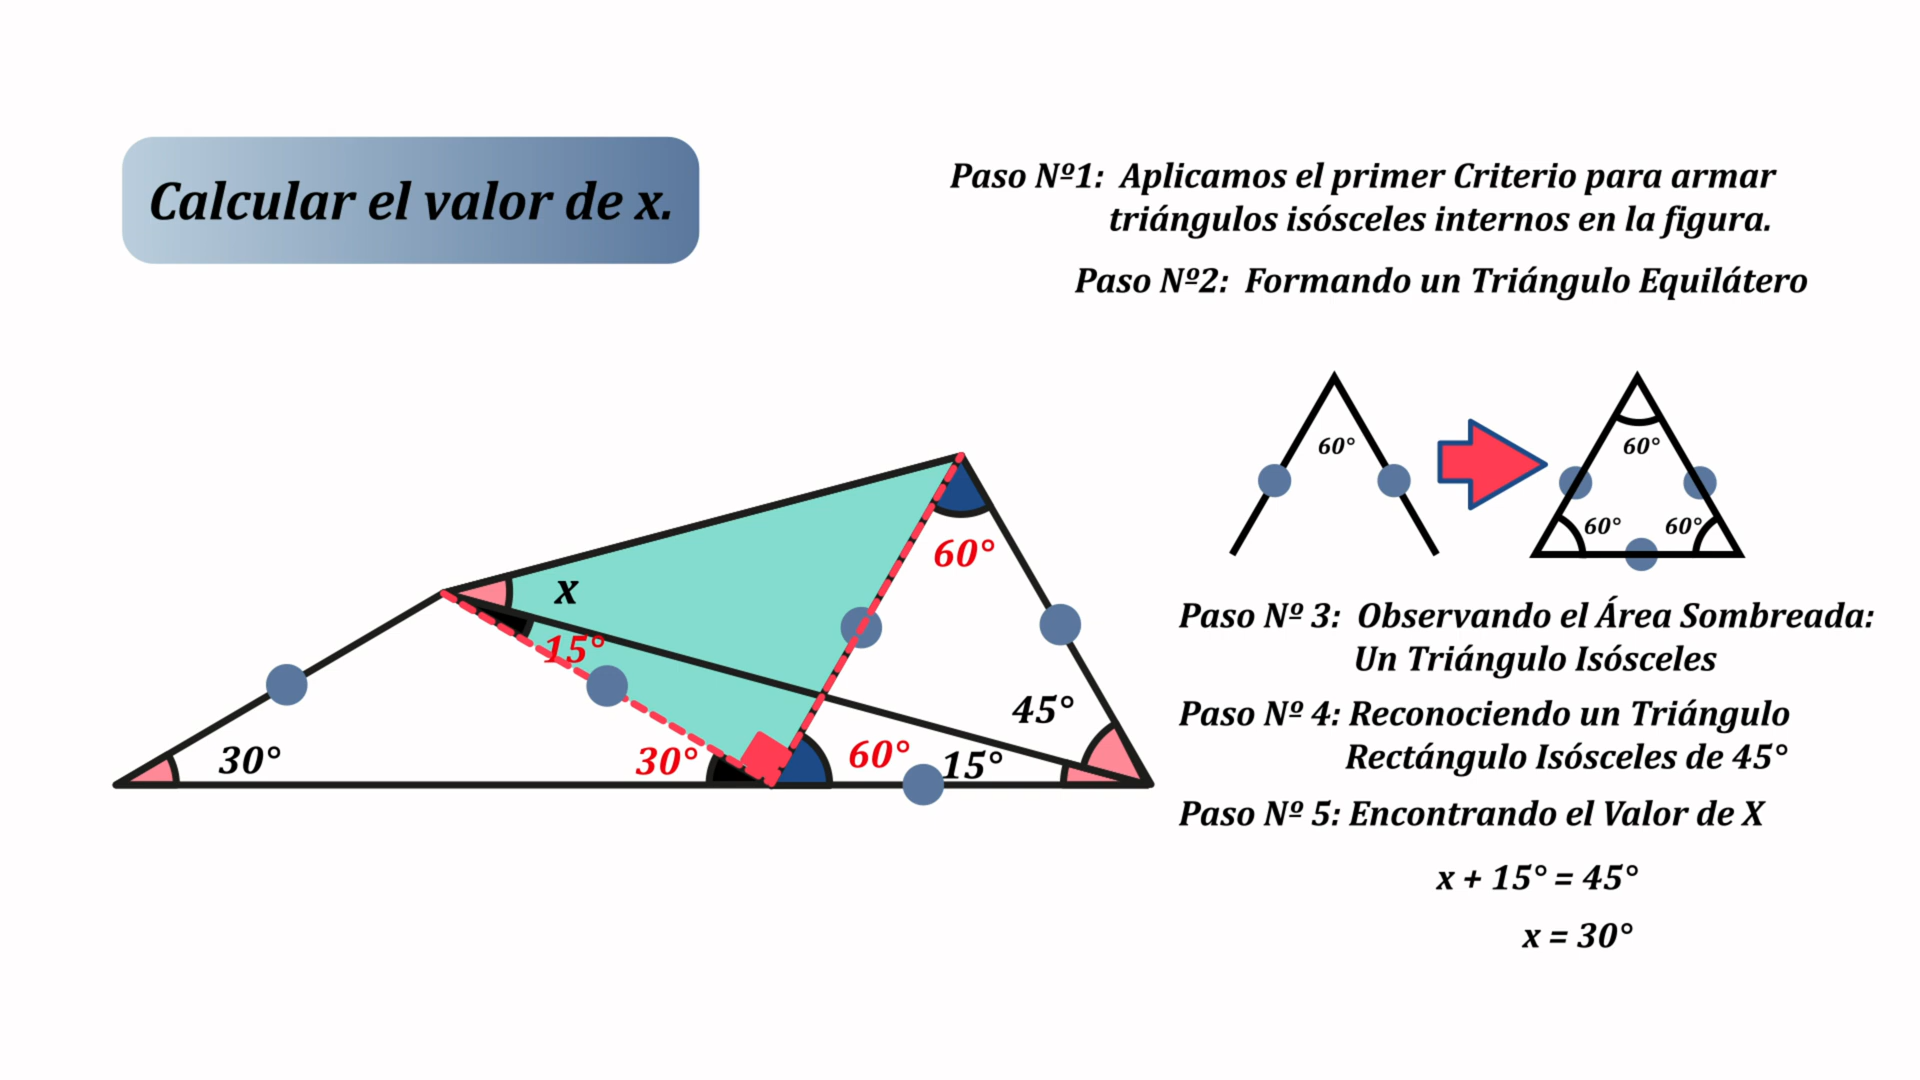 Calcular el valor de x.
Paso Nº1: Aplicamos el primer Criterio para armar
triángulos isósceles internos en la figura.
Paso Nº2: Formando un Triángulo Equilátero
60°
60°
60° 60°
60°
x
15°
45°
30°
30°
60°
15°
Paso Nº 3: Observando el Área Sombreada:
Un Triángulo Isósceles
Paso Nº 4: Reconociendo un Triángulo
Rectángulo Isósceles de 45°
Paso Nº 5: Encontrando el Valor de X
x + 15° = 45°
x = 30°